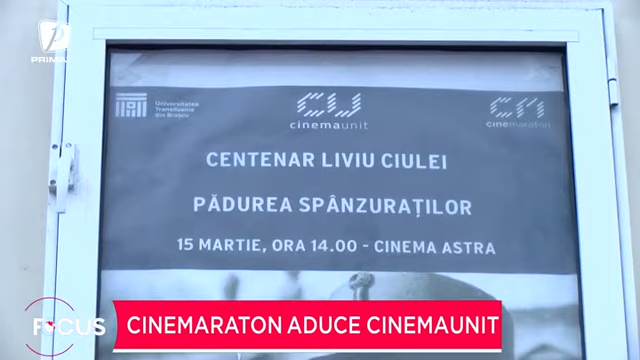 PRIMA
Universitatea
Transilvania
din Brașov
cinemaunit
cinemaraton
CENTENAR LIVIU CIULEI
PĂDUREA SPÂNZURAȚILOR
15 MARTIE, ORA 14.00 - CINEMA ASTRA
FOCUS
CINEMARATON ADUCE CINEMAUNIT